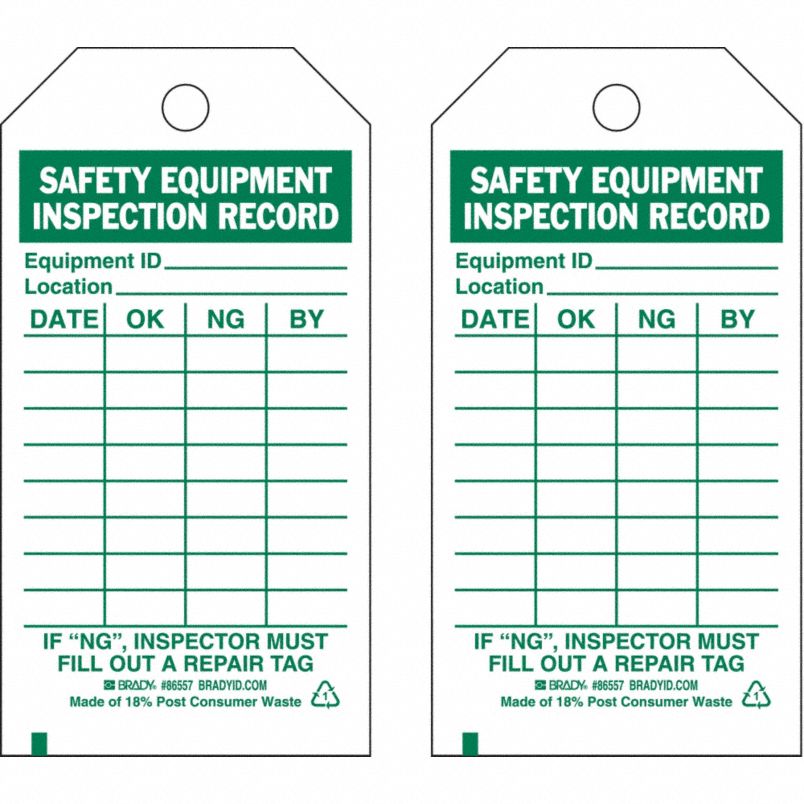 SAFETY EQUIPMENT
INSPECTION RECORD
Equipment ID
Location
DATE OK NG BY
IF “NG”, INSPECTOR MUST
FILL OUT A REPAIR TAG
BRADY® #86557 BRADYID.COM
Made of 18% Post Consumer Waste 1
SAFETY EQUIPMENT
INSPECTION RECORD
Equipment ID
Location
DATE OK NG BY
IF “NG”, INSPECTOR MUST
FILL OUT A REPAIR TAG
BRADY® #86557 BRADYID.COM
Made of 18% Post Consumer Waste 1